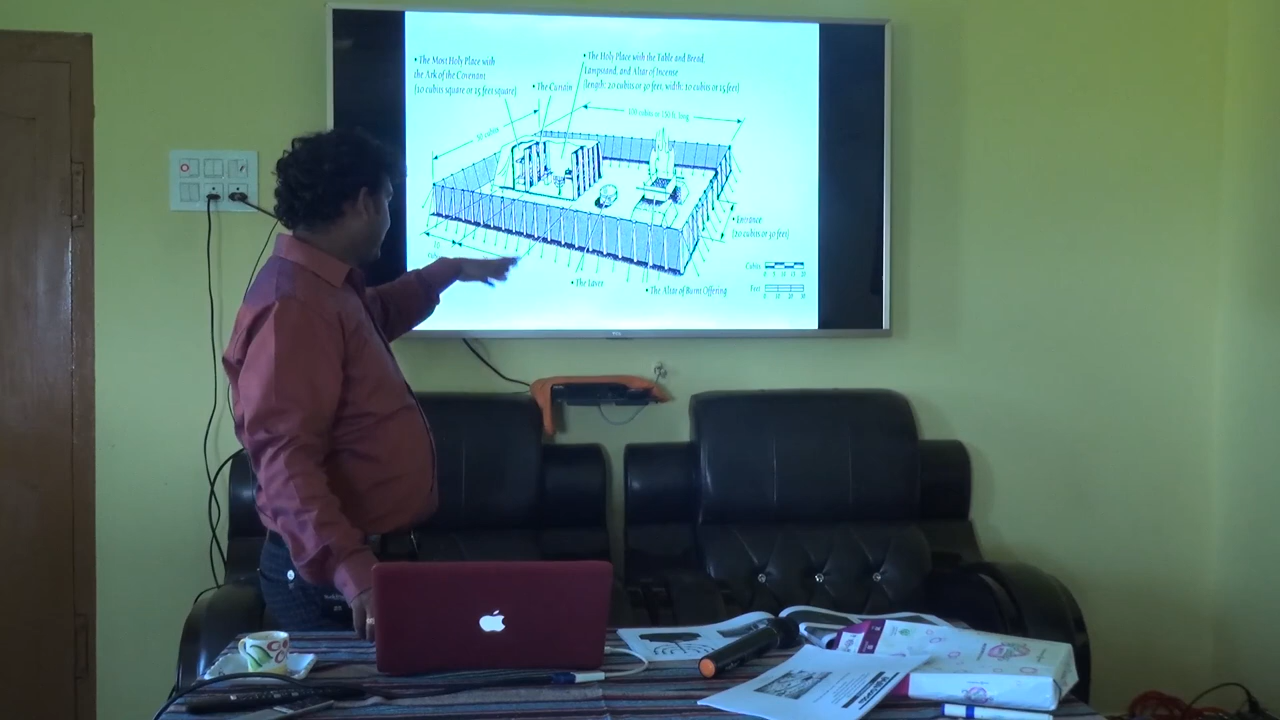 • The Most Holy Place with
the Ark of the Covenant
(10 cubits square or 15 feet square)
• The Curtain
• The Holy Place with the Table and Bread,
Lampstand, and Altar of Incense
(length: 20 cubits or 30 feet, width: 10 cubits or 15 feet)
50 cubits
100 cubits or 150 ft. long
• Entrance
(20 cubits or 30 feet)
10
• The Laver
• The Altar of Burnt Offering
Cubits
Feet
TCL